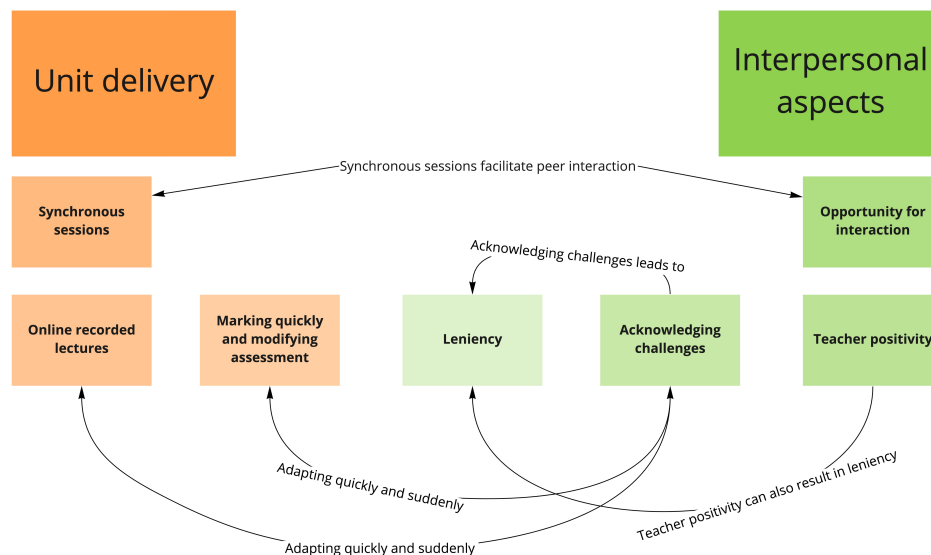 Unit delivery
Interpersonal
aspects
Synchronous sessions facilitate peer interaction
Synchronous
sessions
Opportunity for
interaction
Acknowledging challenges leads to
Online recorded
lectures
Marking quickly
and modifying
assessment
Leniency
Acknowledging
challenges
Teacher positivity
Adapting quickly and suddenly
Teacher positivity can also result in leniency
Adapting quickly and suddenly